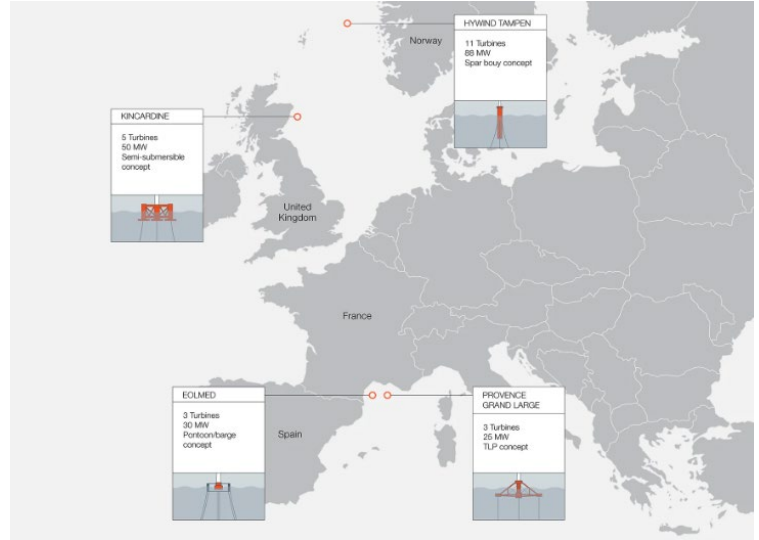 HYWIND TAMPEN
11 Turbines
88 MW
Spar bouy concept
Norway
KINCARDINE
5 Turbines
50 MW
Semi-submersible
concept
United
Kingdom
France
EOLMED
3 Turbines
30 MW
Pontoon/barge
concept
Spain
PROVENCE
GRAND LARGE
3 Turbines
25 MW
TLP concept